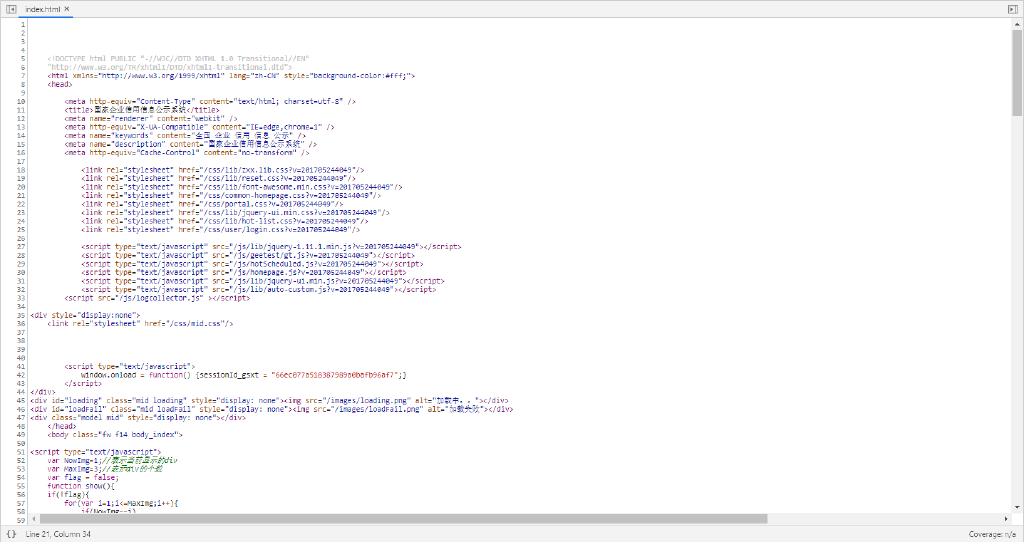 index.html ×
1
2
3
4
5 <!DOCTYPE html PUBLIC "-//W3C//DTD XHTML 1.0 Transitional//EN"
6 "http://www.w3.org/TR/xhtml1/DTD/xhtml1-transitional.dtd">
7 <html xmlns="http://www.w3.org/1999/xhtml" lang="zh-CN" style="background-color:#fff;">
8 <head>
9
10 <meta http-equiv="Content-Type" content="text/html; charset=utf-8" />
11 <title>国家企业信用信息公示系统</title>
12 <meta name="renderer" content="webkit" />
13 <meta http-equiv="X-UA-Compatible" content="IE=edge,chrome=1" />
14 <meta name="keywords" content="全国 企业 信用 信息 公示" />
15 <meta name="description" content="国家企业信用信息公示系统" />
16 <meta http-equiv="Cache-Control" content="no-transform" />
17
18 <link rel="stylesheet" href="/css/lib/zxx.lib.css?v=201705244049"/>
19 <link rel="stylesheet" href="/css/lib/reset.css?v=201705244049"/>
20 <link rel="stylesheet" href="/css/lib/font-awesome.min.css?v=201705244049"/>
21 <link rel="stylesheet" href="/css/common-homepage.css?v=201705244049"/>
22 <link rel="stylesheet" href="/css/portal.css?v=201705244049"/>
23 <link rel="stylesheet" href="/css/lib/jquery-ui.min.css?v=201705244049"/>
24 <link rel="stylesheet" href="/css/lib/hot-list.css?v=201705244049"/>
25 <link rel="stylesheet" href="/css/user/login.css?v=201705244049"/>
26
27 <script type="text/javascript" src="/js/lib/jquery-1.11.1.min.js?v=201705244049"></script>
28 <script type="text/javascript" src="/js/geetest/gt.js?v=201705244049"></script>
29 <script type="text/javascript" src="/js/hotScheduled.js?v=201705244049"></script>
30 <script type="text/javascript" src="/js/homepage.js?v=201705244049"></script>
31 <script type="text/javascript" src="/js/lib/jquery-ui.min.js?v=201705244049"></script>
32 <script type="text/javascript" src="/js/lib/auto-custom.js?v=201705244049"></script>
33 <script src="/js/logcollector.js" ></script>
34
35 <div style="display:none">
36 <link rel="stylesheet" href="/css/mid.css"/>
37
38
39
40
41 <script type="text/javascript">
42 window.onload = function() {sessionId_gsxt = ";}
43 </script>
44 </div>
45 <div id="loading" class="mid loading" style="display: none"><img src="/images/loading.png" alt="加载中。。"></div>
46 <div id="loadFail" class="mid loadFail" style="display: none"><img src="/images/loadFail.png" alt="加载失败"></div>
47 <div class="model mid" style="display: none"></div>
48 </head>
49 <body class="fw f14 body_index">
50
51 <script type="text/javascript">
52 var NowImg=1;//表示当前显示的div
53 var MaxImg=3;//表示div的个数
54 var flag = false;
55 function show(){
56 if(!flag){
57 for(var i=1;i<=MaxImg;i++){
58 if(NowImg==i)
59
{} Line 21, Column 34
Coverage: n/a